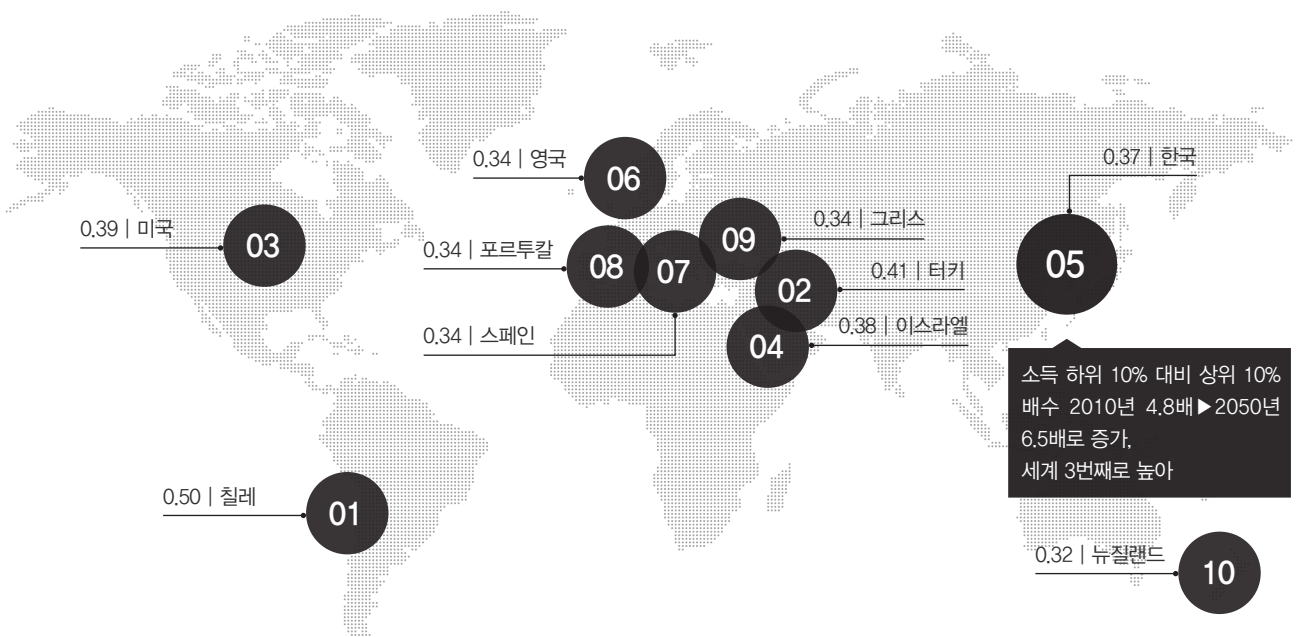 0.34 | 영국
06
0.37 | 한국
0.39 | 미국
03
09
0.34 | 그리스
0.34 | 포르투칼
08
07
05
02
0.41 | 터키
0.34 | 스페인
04
0.38 | 이스라엘
소득 하위 10% 대비 상위 10%
배수 2010년 4.8배▶2050년
6.5배로 증가,
세계 3번째로 높아
0.50 | 칠레
01
0.32 | 뉴질랜드
10